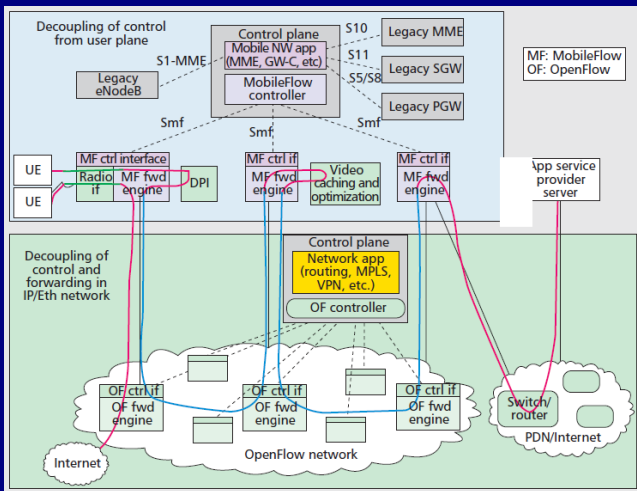 Decoupling of control
from user plane
Control plane
Mobile NW app
(MME, GW-C, etc)
MobileFlow
controller
S1-MME
Legacy
eNodeB
S10
S11
S5/S8
Legacy MME
Legacy SGW
Legacy PGW
MF: MobileFlow
OF: OpenFlow
Smf
Smf
Smf
UE
UE
MF ctrl interface
Radio
if
MF fwd
engine
DPI
MF ctrl if
MF fwd
engine
Video
caching and
optimization
MF ctrl if
MF fwd
engine
App service
provider
server
Decoupling of
control and
forwarding in
IP/Eth network
Control plane
Network app
(routing, MPLS,
VPN, etc.)
OF controller
OF ctrl if
OF fwd
engine
OF ctrl if
OF fwd
engine
OF ctrl if
OF fwd
engine
Switch/
router
PDN/Internet
Internet
OpenFlow network